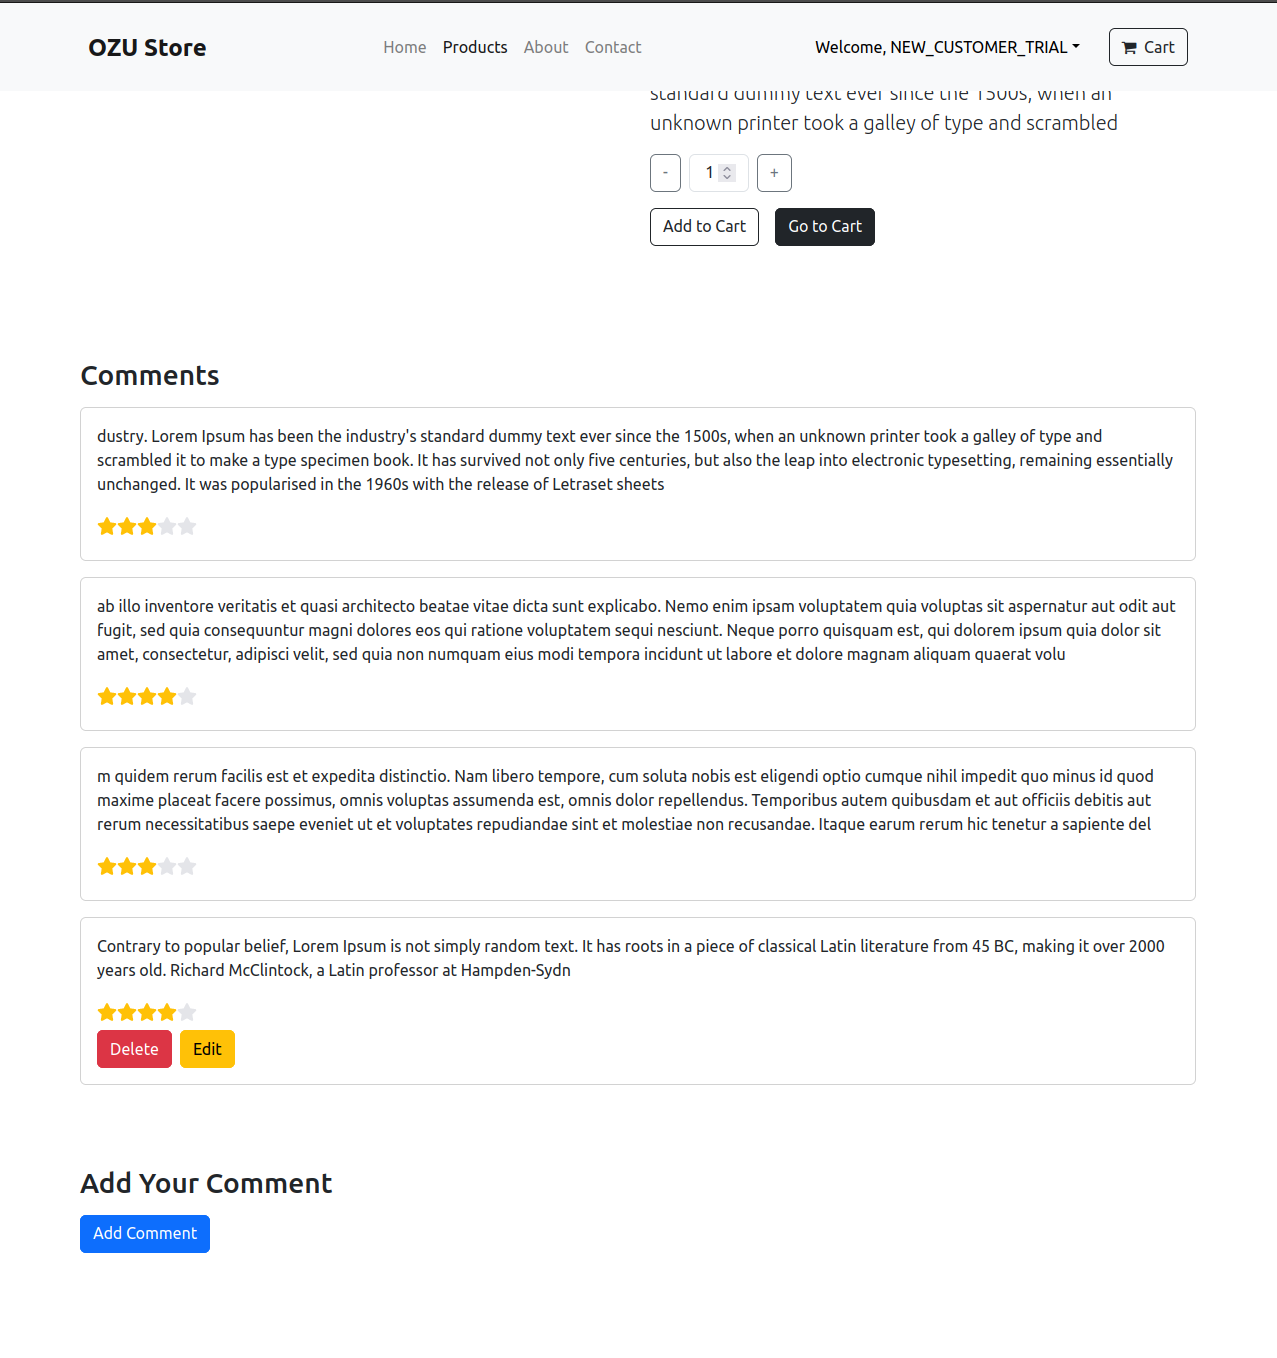 OZU Store
Home Products About Contact
Welcome, NEW_CUSTOMER_TRIAL
Cart
standard dummy text ever since the 1500s, when an
unknown printer took a galley of type and scrambled
- 1 +
Add to Cart Go to Cart
Comments
dustry. Lorem Ipsum has been the industry's standard dummy text ever since the 1500s, when an unknown printer took a galley of type and
scrambled it to make a type specimen book. It has survived not only five centuries, but also the leap into electronic typesetting, remaining essentially
unchanged. It was popularised in the 1960s with the release of Letraset sheets
ab illo inventore veritatis et quasi architecto beatae vitae dicta sunt explicabo. Nemo enim ipsam voluptatem quia voluptas sit aspernatur aut odit aut
fugit, sed quia consequuntur magni dolores eos qui ratione voluptatem sequi nesciunt. Neque porro quisquam est, qui dolorem ipsum quia dolor sit
amet, consectetur, adipisci velit, sed quia non numquam eius modi tempora incidunt ut labore et dolore magnam aliquam quaerat volu
m quidem rerum facilis est et expedita distinctio. Nam libero tempore, cum soluta nobis est eligendi optio cumque nihil impedit quo minus id quod
maxime placeat facere possimus, omnis voluptas assumenda est, omnis dolor repellendus. Temporibus autem quibusdam et aut officiis debitis aut
rerum necessitatibus saepe eveniet ut et voluptates repudiandae sint et molestiae non recusandae. Itaque earum rerum hic tenetur a sapiente del
Contrary to popular belief, Lorem Ipsum is not simply random text. It has roots in a piece of classical Latin literature from 45 BC, making it over 2000
years old. Richard McClintock, a Latin professor at Hampden-Sydn
Delete Edit
Add Your Comment
Add Comment